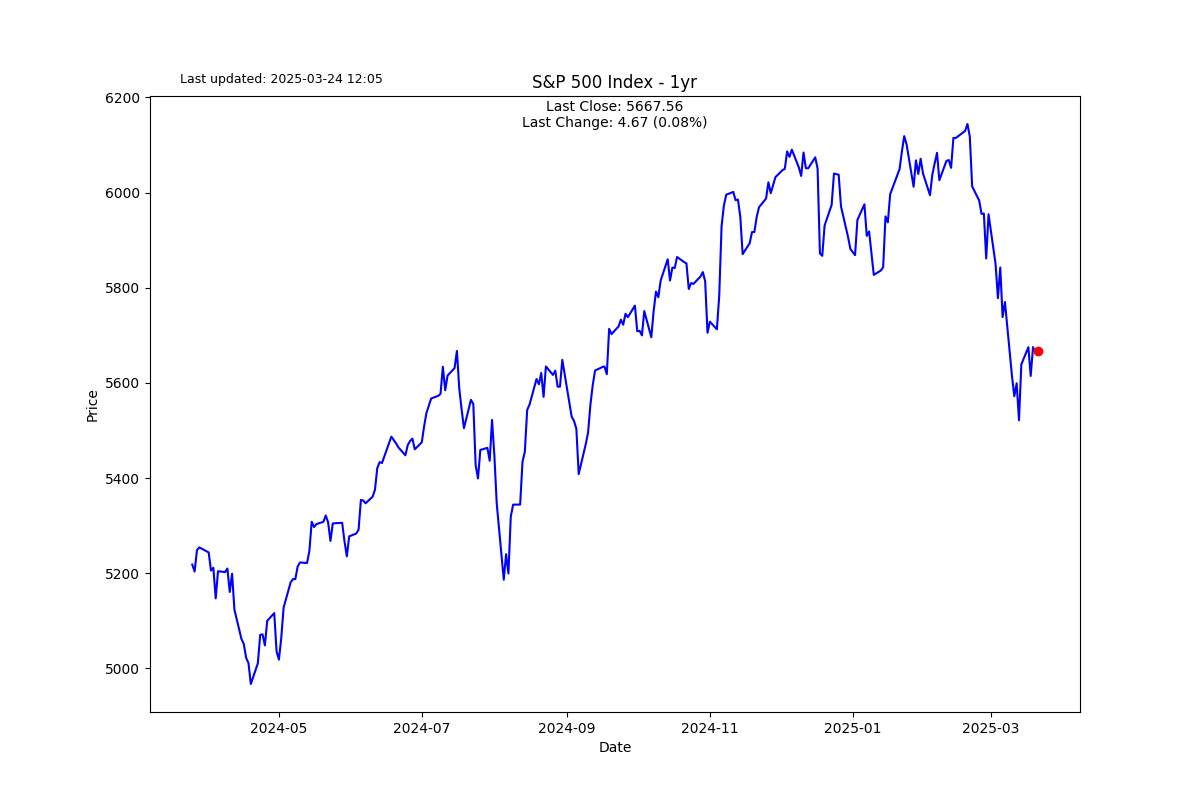 Last updated: 2025-03-24 12:05
S&P 500 Index - 1yr
Last Close: 5667.56
Last Change: 4.67 (0.08%)
6200
6000
5800
5600
5400
5200
5000
Price
2024-05
2024-07
2024-09
2024-11
2025-01
2025-03
Date